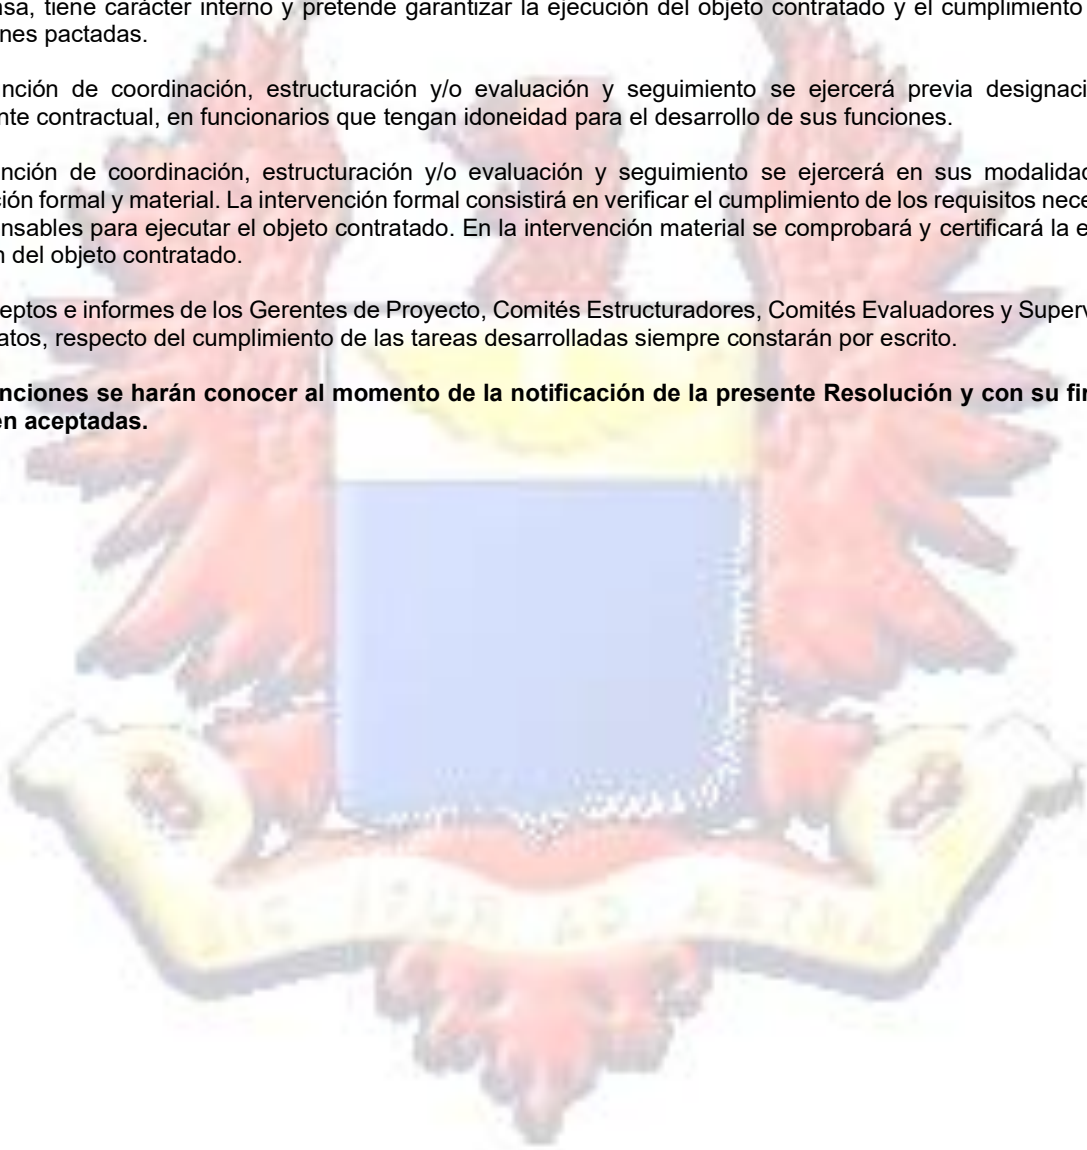 nsa, tiene carácter interno y pretende garantizar la ejecución del objeto contratado y el cumplimiento
nes pactadas.
nción de coordinación, estructuración y/o evaluación y seguimiento se ejercerá previa designaci
nte contractual, en funcionarios que tengan idoneidad para el desarrollo de sus funciones.
nción de coordinación, estructuración y/o evaluación y seguimiento se ejercerá en sus modalidad
ción formal y material. La intervención formal consistirá en verificar el cumplimiento de los requisitos nece
ensables para ejecutar el objeto contratado. En la intervención material se comprobará y certificará la e
n del objeto contratado.
eptos e informes de los Gerentes de Proyecto, Comités Estructuradores, Comités Evaluadores y Superv
atos, respecto del cumplimiento de las tareas desarrolladas siempre constarán por escrito.
nciones se harán conocer al momento de la notificación de la presente Resolución y con su fir
en aceptadas.
SIC ITUR AD ASTRA